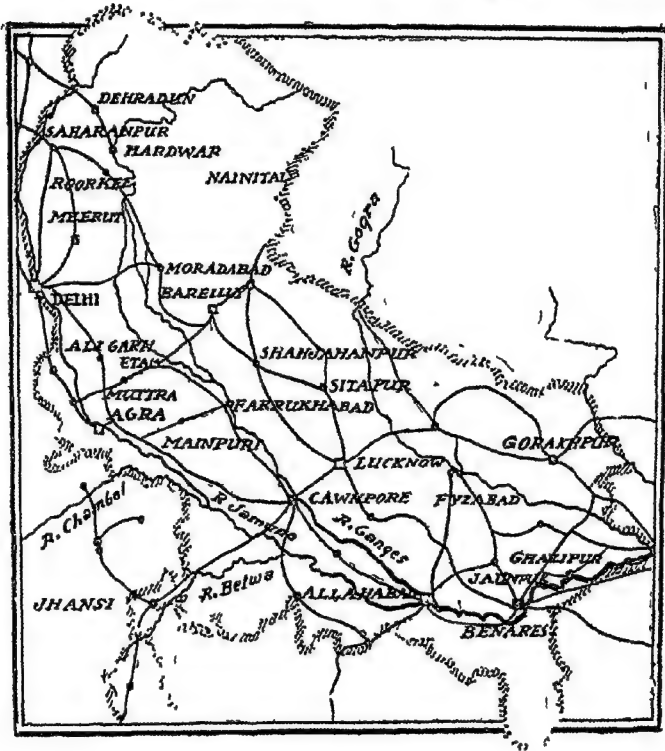 DEHRADUN
SAHARANPUR
HARDWAR
ROORKEE
NAINITAL
MEERUT
R. Gogra
MORADABAD
DELHI
BAREILLY
ALIGARH
ETAH
SHAHJAHANPUR
SITAPUR
MUTTRA
FARRUKHABAD
AGRA
MAINPURI
GORAKHPUR
LUCKNOW
R. Chambal
R. Jamuna
CAWNPORE
FYZABAD
R. Ganges
GHAZIPUR
JAUNPUR
R. Betwa
JHANSI
ALLAHABAD
BENARES